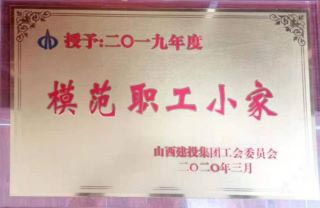 授予:二〇一九年度
模范职工小家
山西建投集团工会委员会
二〇二〇年三月